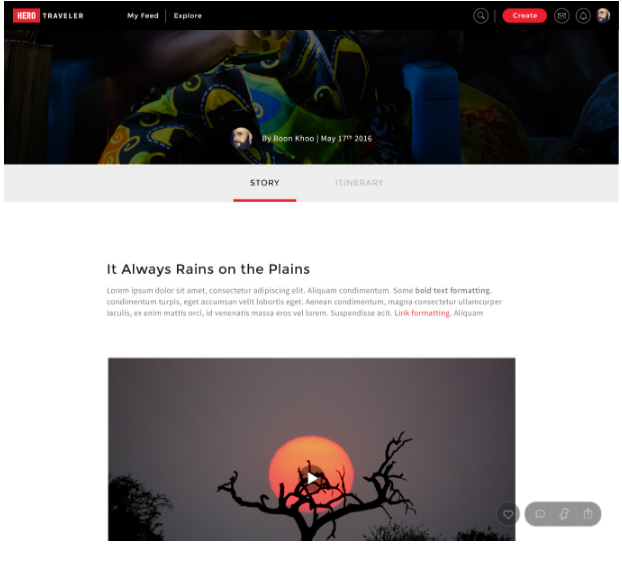 HERO TRAVELER My Feed Explore Create
By Boon Khoo | May 17th 2016
STORY ITINERARY
It Always Rains on the Plains
Lorem ipsum dolor sit amet, consectetur adipiscing elit. Aliquam condimentum. Some bold text formatting.
condimentum turpis, eget accumsan velit lobortis eget. Aenean condimentum, magna consectetur ullamcorper
iaculis, ex enim mattis orci, id venenatis massa eros vel lorem. Suspendisse acit. Link formatting. Aliquam